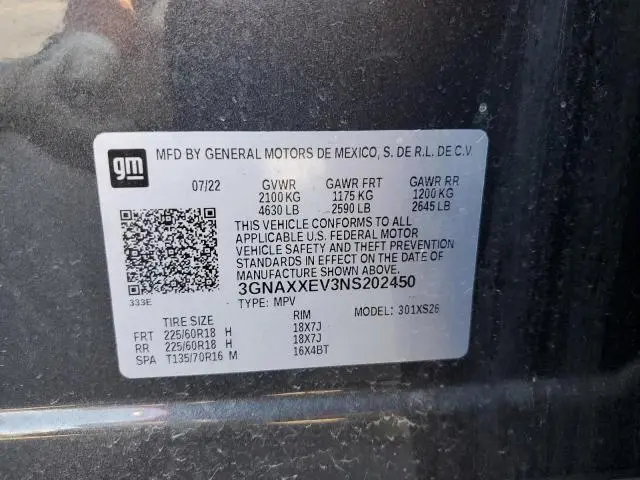 gm
MFD BY GENERAL MOTORS DE MEXICO, S. DE R.L. DE C.V.
07/22 GVWR GAWR FRT GAWR RR
2100 KG 1175 KG 1200 KG
4630 LB 2590 LB 2645 LB
THIS VEHICLE CONFORMS TO ALL
APPLICABLE U.S. FEDERAL MOTOR
VEHICLE SAFETY AND THEFT PREVENTION
STANDARDS IN EFFECT ON THE DATE OF
MANUFACTURE SHOWN ABOVE.
3GNAXXEV3NS202450
333E TYPE: MPV MODEL: 301XS26
TIRE SIZE RIM
FRT 225/60R18 H 18X7J
RR 225/60R18 H 18X7J
SPA T135/70R16 M 16X4BT